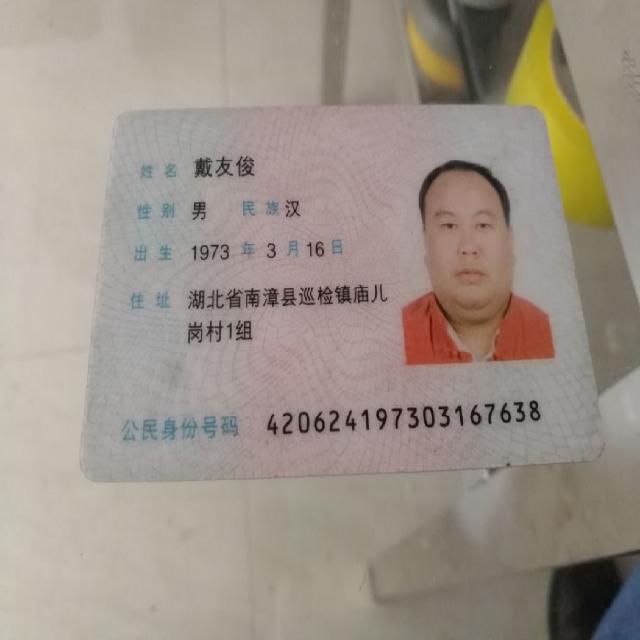 姓名 戴友俊
性别 男 民族 汉
出生 1973 年 3 月 16 日
住址 湖北省南漳县巡检镇庙儿
岗村1组
公民身份号码 420624197303167638